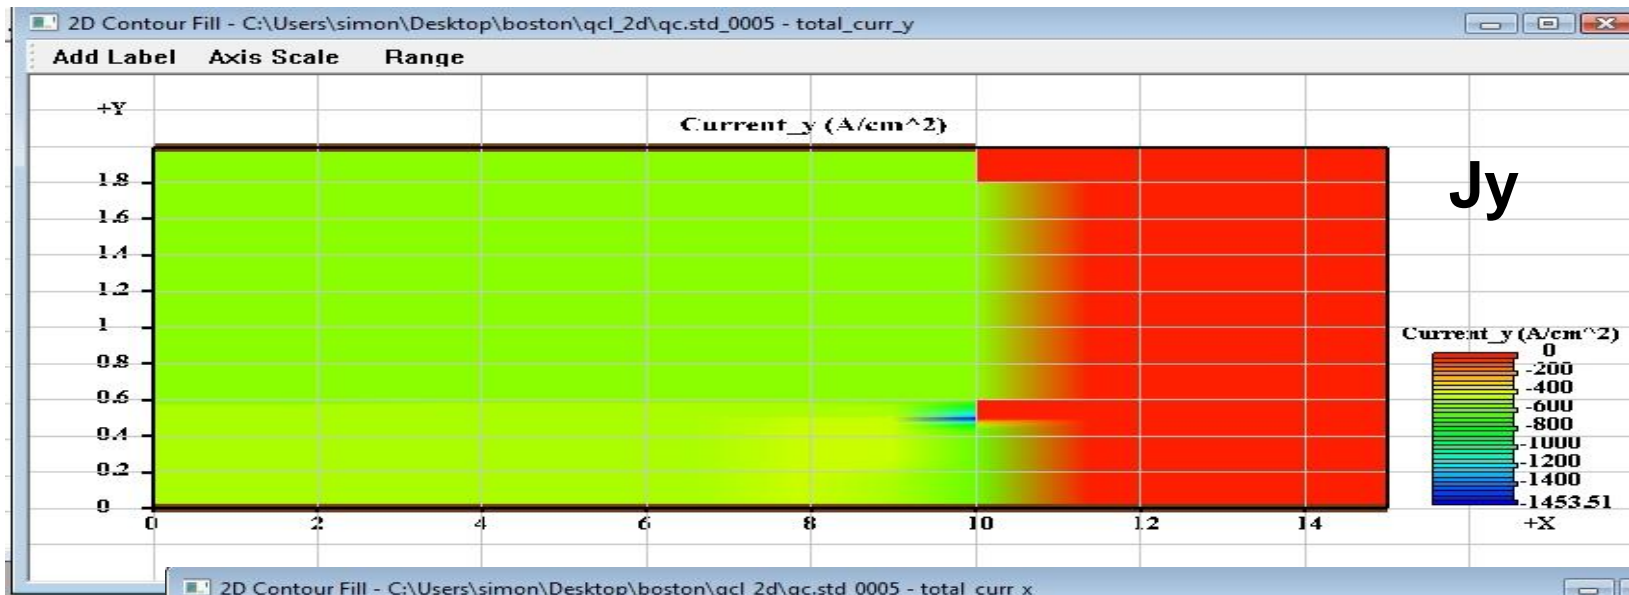 2D Contour Fill - C:\Users\simon\Desktop\boston\qcl_2d\qc.std_0005 - total_curr_y
Add Label Axis Scale Range
+Y
Current_y (A/cm^2)
1.8
1.6
1.4
1.2
1
0.8
0.6
0.4
0.2
0
0 2 4 6 8 10 12 14 +X
Jy
Current_y (A/cm^2)
0
-200
-400
-600
-800
-1000
-1200
-1400
-1453.51
2D Contour Fill - C:\Users\simon\Desktop\boston\qcl_2d\qc.std_0005 - total_curr_x